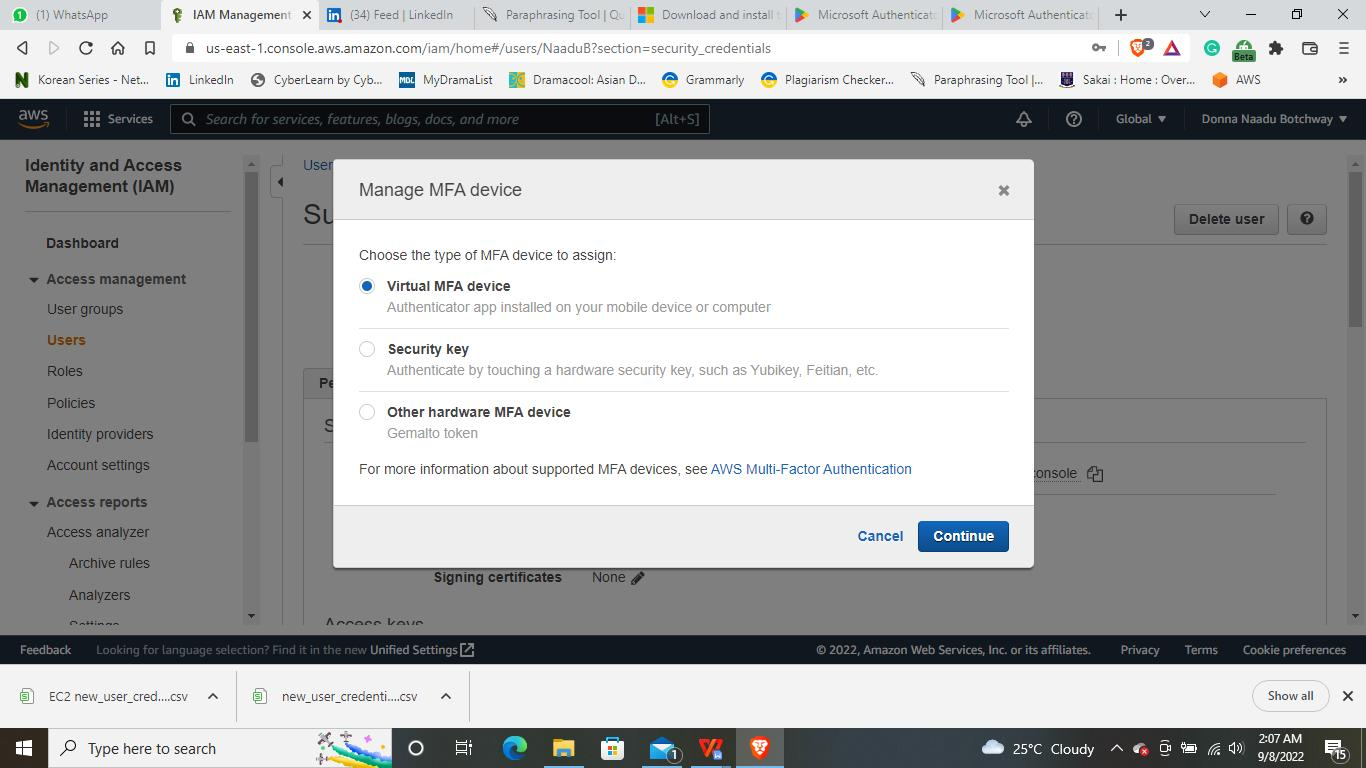 (1) WhatsApp
IAM Management
(34) Feed | LinkedIn
Paraphrasing Tool | Qu
Download and install
Microsoft Authenticat
Microsoft Authenticat
us-east-1.console.aws.amazon.com/iam/home#/users/NaaduB?section=security_credentials
2
Beta
Korean Series - Net...
LinkedIn
CyberLearn by Cyb...
MDL MyDramaList
Dramacool: Asian D...
Grammarly
Plagiarism Checker...
Paraphrasing Tool |...
Sakai : Home : Over...
AWS
»
aws
Services
Search for services, features, blogs, docs, and more
[Alt+S]
Global
Donna Naadu Botchway
Identity and Access
Management (IAM)
Dashboard
Access management
User groups
Users
Roles
Policies
Identity providers
Account settings
Access reports
Access analyzer
Archive rules
Analyzers
Settings
User
Su
Delete user
Pe
S
console
Manage MFA device
Choose the type of MFA device to assign:
Virtual MFA device
Authenticator app installed on your mobile device or computer
Security key
Authenticate by touching a hardware security key, such as Yubikey, Feitian, etc.
Other hardware MFA device
Gemalto token
For more information about supported MFA devices, see AWS Multi-Factor Authentication
Cancel
Continue
Signing certificates None
Access keys
Feedback
Looking for language selection? Find it in the new Unified Settings
© 2022, Amazon Web Services, Inc. or its affiliates.
Privacy
Terms
Cookie preferences
EC2 new_user_cred....csv
new_user_credenti....csv
Show all
Type here to search
1
25°C Cloudy
2:07 AM
9/8/2022
15